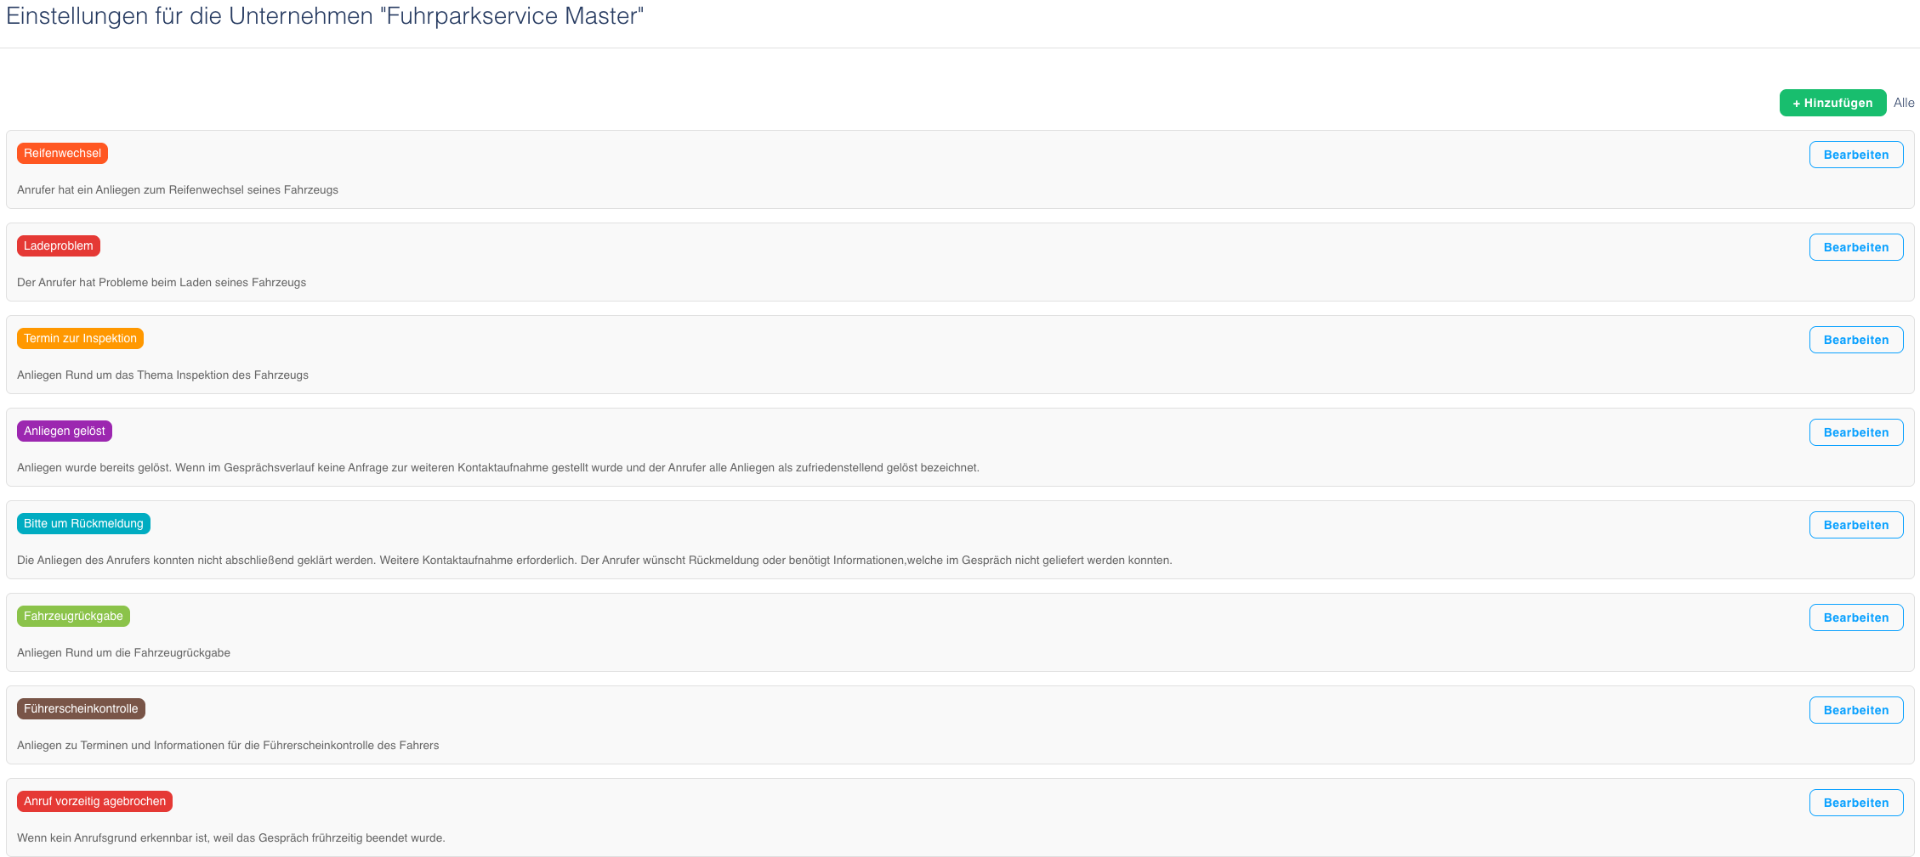 Einstellungen für die Unternehmen "Fuhrparkservice Master"
+ Hinzufügen Alle
Reifenwechsel
Bearbeiten
Anrufer hat ein Anliegen zum Reifenwechsel seines Fahrzeugs
Ladeproblem
Bearbeiten
Der Anrufer hat Probleme beim Laden seines Fahrzeugs
Termin zur Inspektion
Bearbeiten
Anliegen Rund um das Thema Inspektion des Fahrzeugs
Anliegen gelöst
Bearbeiten
Anliegen wurde bereits gelöst. Wenn im Gesprächsverlauf keine Anfrage zur weiteren Kontaktaufnahme gestellt wurde und der Anrufer alle Anliegen als zufriedenstellend gelöst bezeichnet.
Bitte um Rückmeldung
Bearbeiten
Die Anliegen des Anrufers konnten nicht abschließend geklärt werden. Weitere Kontaktaufnahme erforderlich. Der Anrufer wünscht Rückmeldung oder benötigt Informationen,welche im Gespräch nicht geliefert werden konnten.
Fahrzeugrückgabe
Bearbeiten
Anliegen Rund um die Fahrzeugrückgabe
Führerscheinkontrolle
Bearbeiten
Anliegen zu Terminen und Informationen für die Führerscheinkontrolle des Fahrers
Anruf vorzeitig agebrochen
Bearbeiten
Wenn kein Anrufsgrund erkennbar ist, weil das Gespräch frührzeitig beendet wurde.